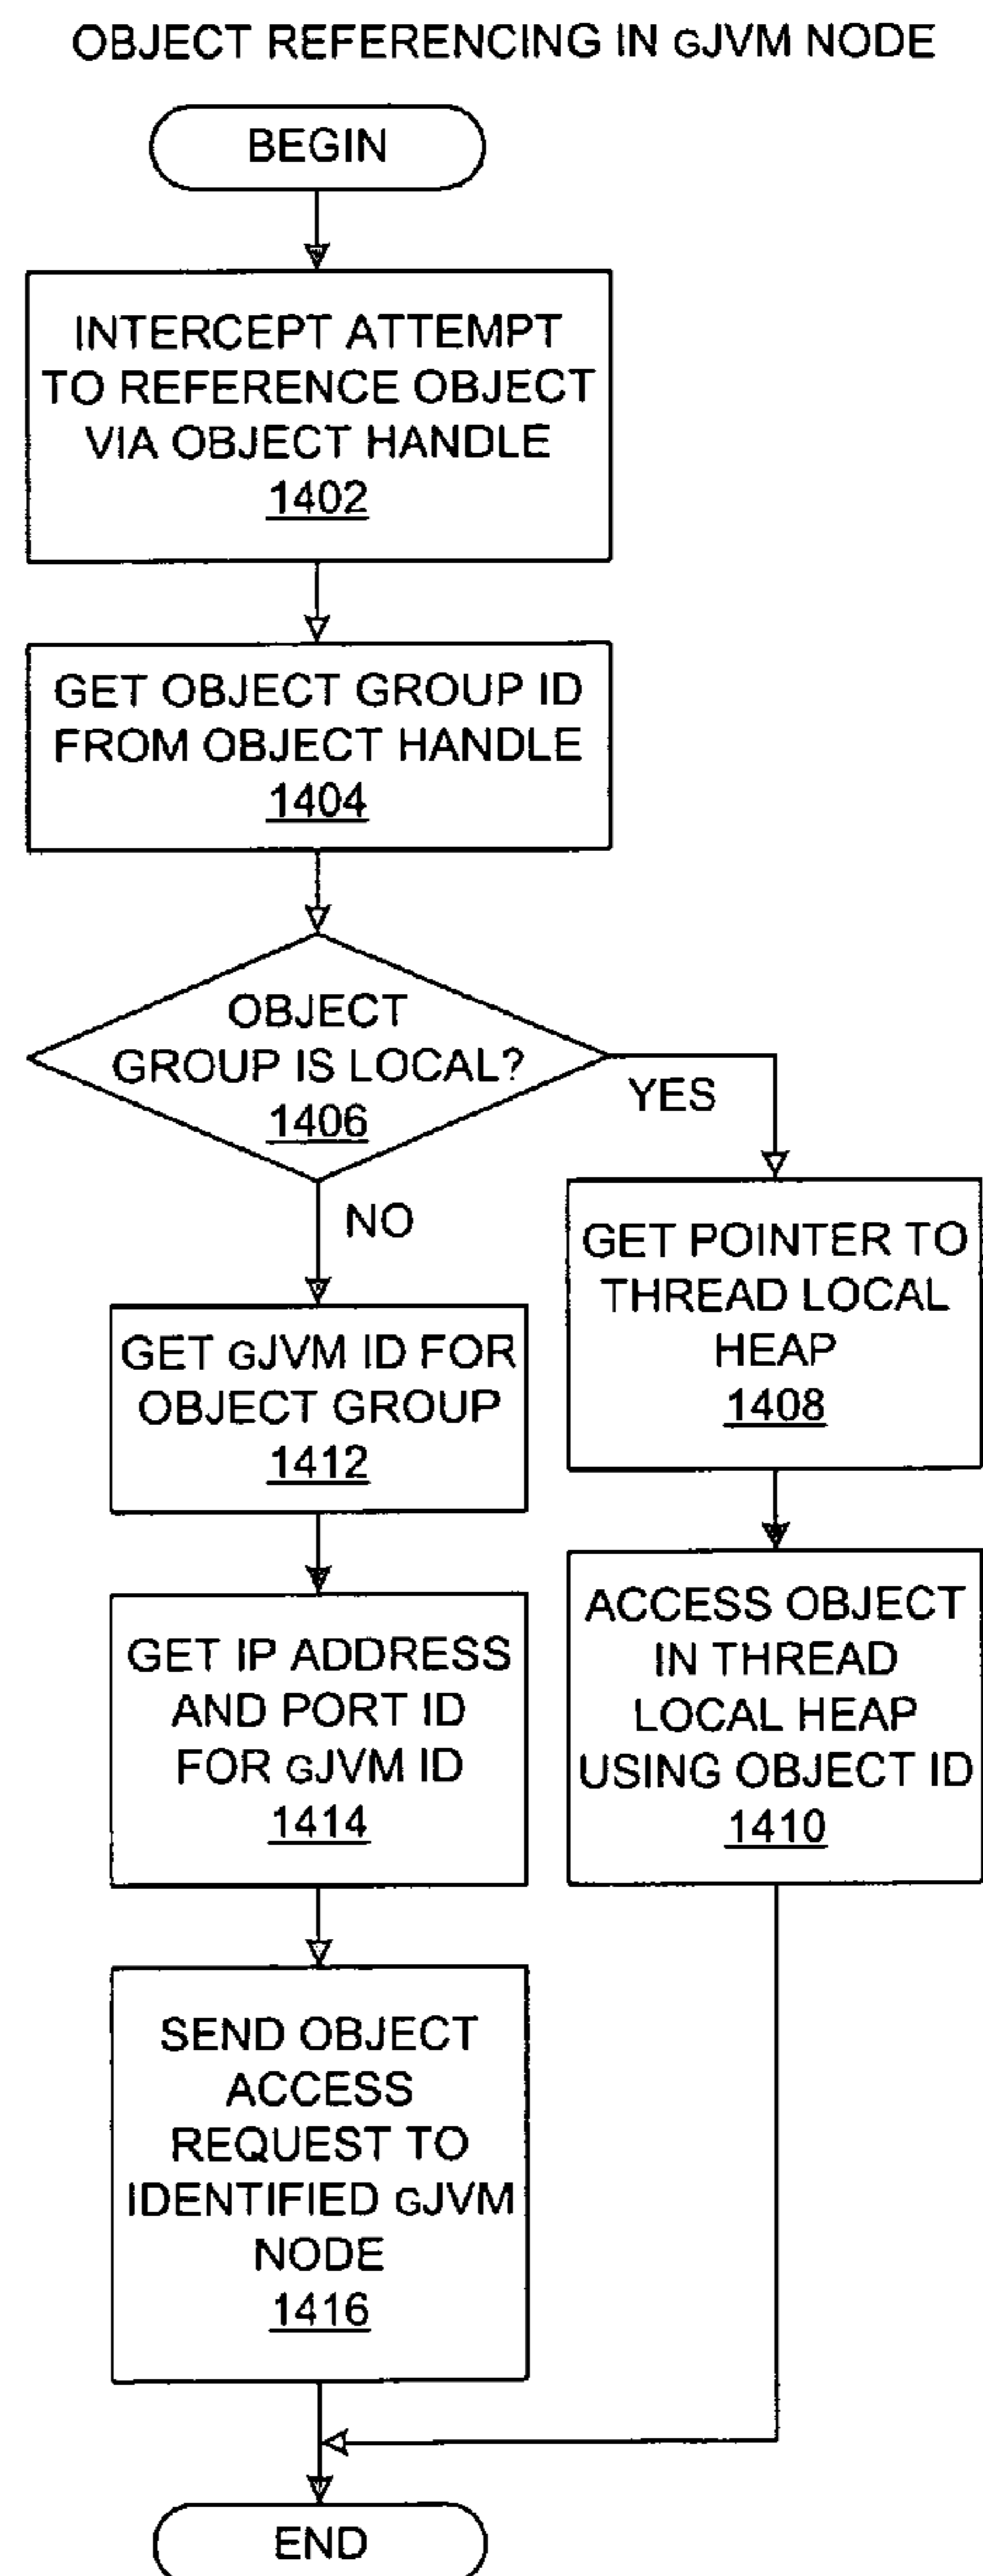 OBJECT REFERENCING IN GJVM NODE
BEGIN
INTERCEPT ATTEMPT
TO REFERENCE OBJECT
VIA OBJECT HANDLE
1402
GET OBJECT GROUP ID
FROM OBJECT HANDLE
1404
OBJECT
GROUP IS LOCAL?
1406
YES
NO
GET POINTER TO
THREAD LOCAL
HEAP
1408
ACCESS OBJECT
IN THREAD
LOCAL HEAP
USING OBJECT ID
1410
GET GJVM ID FOR
OBJECT GROUP
1412
GET IP ADDRESS
AND PORT ID
FOR GJVM ID
1414
SEND OBJECT
ACCESS
REQUEST TO
IDENTIFIED GJVM
NODE
1416
END